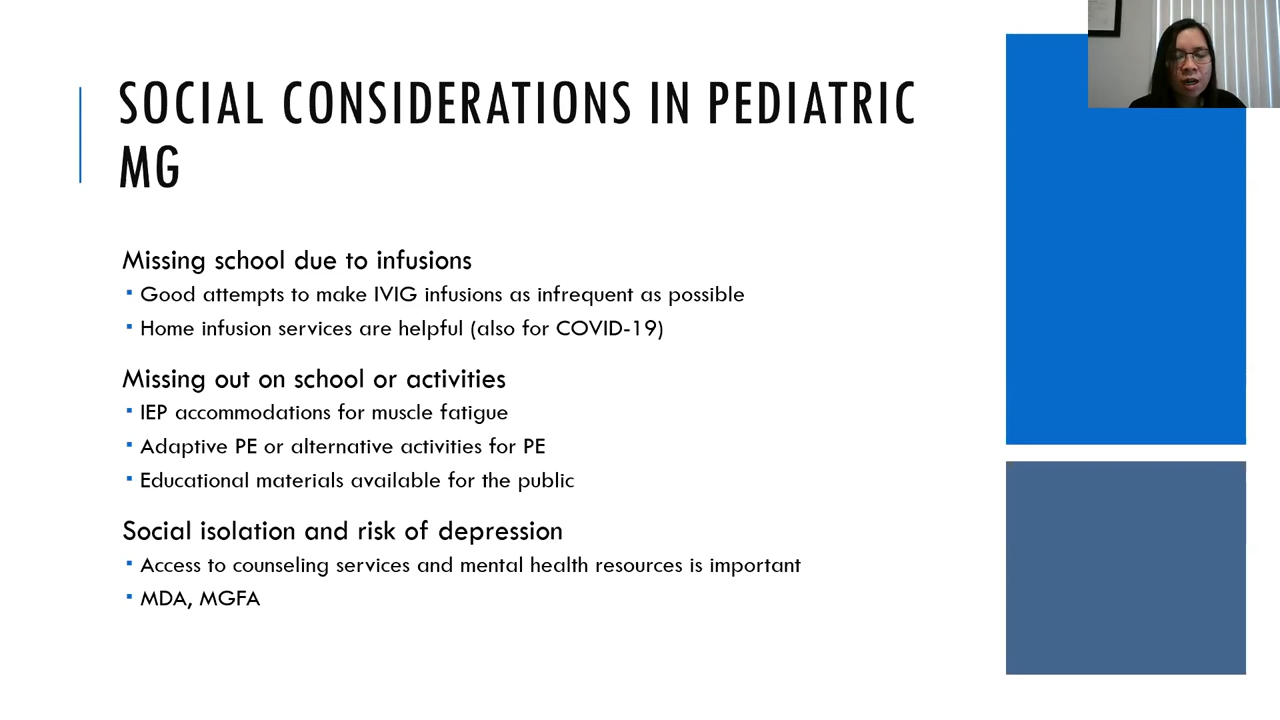 SOCIAL CONSIDERATIONS IN PEDIATRIC
MG
Missing school due to infusions
▪ Good attempts to make IVIG infusions as infrequent as possible
▪ Home infusion services are helpful (also for COVID-19)
Missing out on school or activities
▪ IEP accommodations for muscle fatigue
▪ Adaptive PE or alternative activities for PE
▪ Educational materials available for the public
Social isolation and risk of depression
▪ Access to counseling services and mental health resources is important
▪ MDA, MGFA